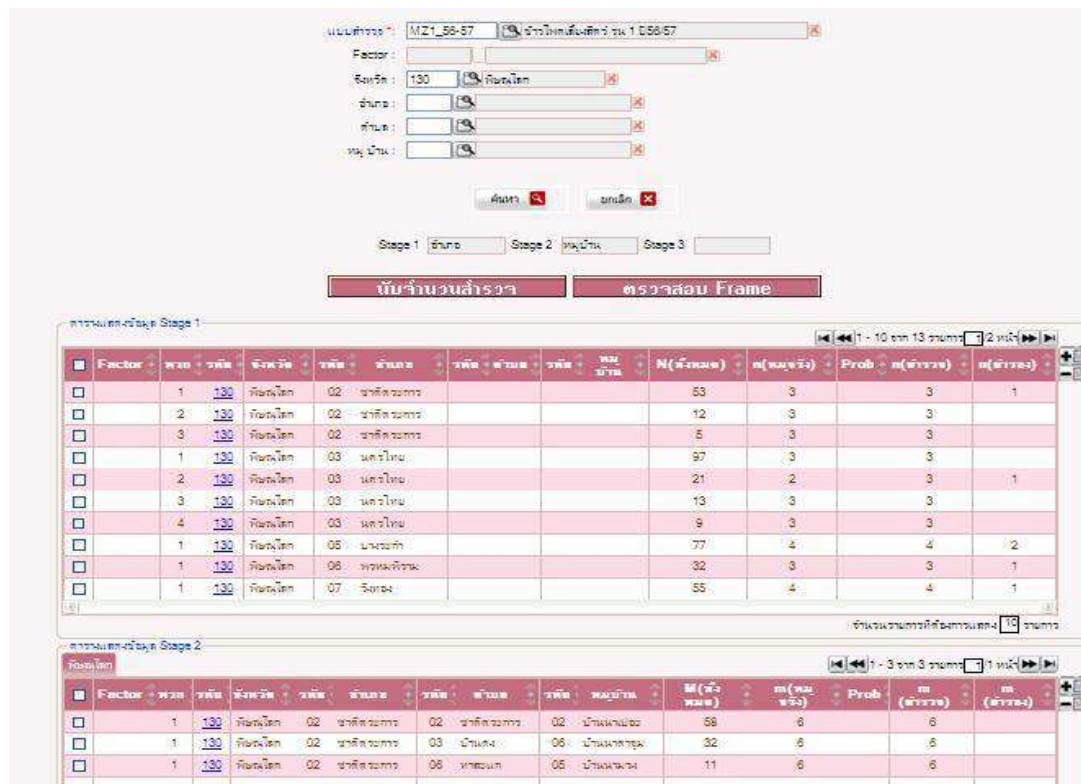 แบบสำรวจ *: MZ1_56-57 ข้าวโพดเลี้ยงสัตว์ รุ่น 1 ปี56/57
Factor :
จังหวัด : 130 พิษณุโลก
อำเภอ :
ตำบล :
หมู่บ้าน :
ค้นหา ยกเลิก
Stage 1 อำเภอ Stage 2 หมู่บ้าน Stage 3
นับจำนวนสำรวจ ตรวจสอบ Frame
ตารางแสดงข้อมูล Stage 1
1 - 10 จาก 13 รายการ 1 /2 หน้า
Factor พวก รหัส จังหวัด รหัส อำเภอ รหัส ตำบล รหัส หมู่บ้าน N(ทั้งหมด) n(หมู่จริง) Prob n(สำรวจ) n(สำรอง)
1 130 พิษณุโลก 02 ชาติตระการ 53 3 3 1
2 130 พิษณุโลก 02 ชาติตระการ 12 3 3
3 130 พิษณุโลก 02 ชาติตระการ 5 3 3
1 130 พิษณุโลก 03 นครไทย 97 3 3
2 130 พิษณุโลก 03 นครไทย 21 2 3 1
3 130 พิษณุโลก 03 นครไทย 13 3 3
4 130 พิษณุโลก 03 นครไทย 9 3 3
1 130 พิษณุโลก 05 บางระกำ 77 4 4 2
1 130 พิษณุโลก 06 พรหมพิราม 32 3 3 1
1 130 พิษณุโลก 07 วังทอง 55 4 4 1
จำนวนรายการที่ต้องการแสดง 10 รายการ
ตารางแสดงข้อมูล Stage 2
พิษณุโลก
1 - 3 จาก 3 รายการ 1 /1 หน้า
Factor พวก รหัส จังหวัด รหัส อำเภอ รหัส ตำบล รหัส หมู่บ้าน M(ทั้งหมด) m(หมู่จริง) Prob m(สำรวจ) m(สำรอง)
1 130 พิษณุโลก 02 ชาติตระการ 02 ชาติตระการ 02 บ้านนาเปอะ 58 6 6
1 130 พิษณุโลก 02 ชาติตระการ 03 บ้านดง 06 32 6 6
1 130 พิษณุโลก 02 ชาติตระการ 06 ท่าสะแก 05 11 6 6